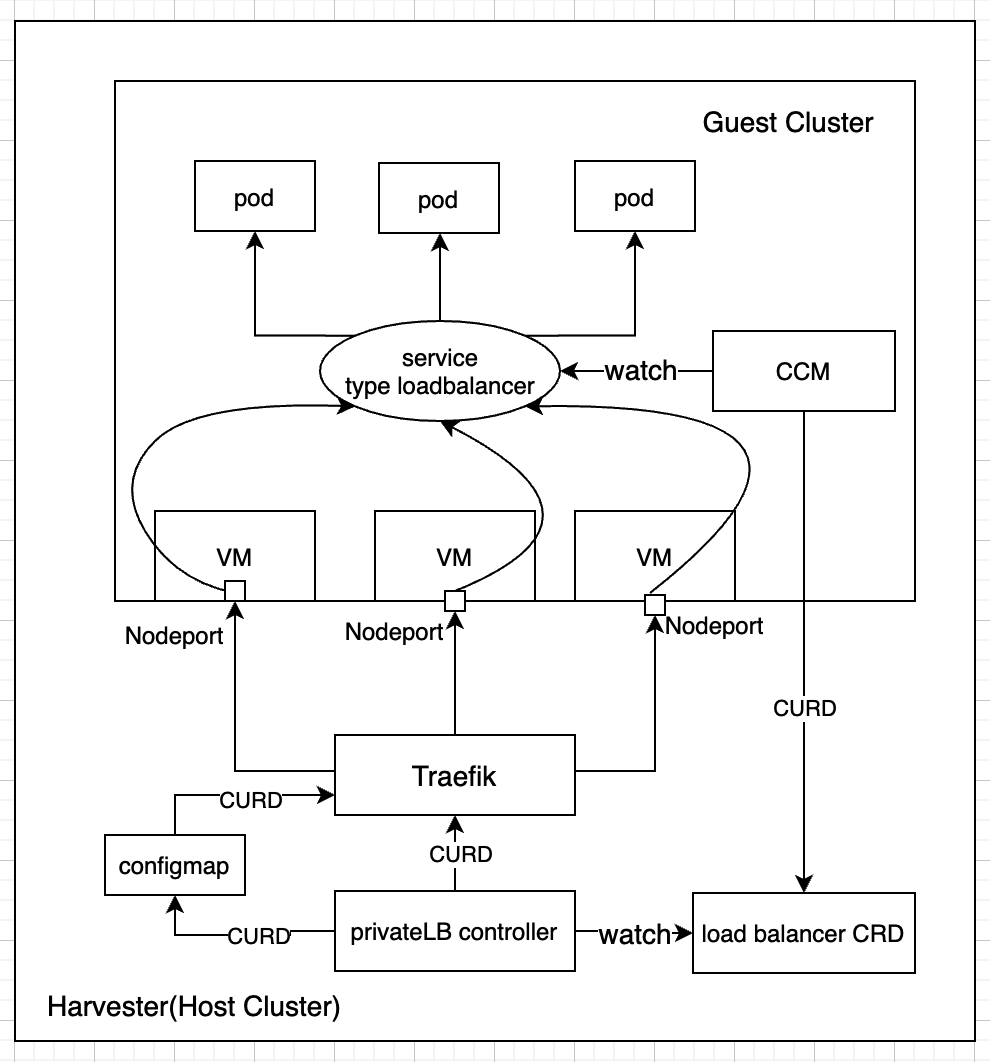 Guest Cluster
pod
pod
pod
service
type loadbalancer
watch
CCM
VM
VM
VM
Nodeport
Nodeport
Nodeport
CURD
Traefik
CURD
configmap
CURD
CURD
privateLB controller
watch
load balancer CRD
Harvester(Host Cluster)